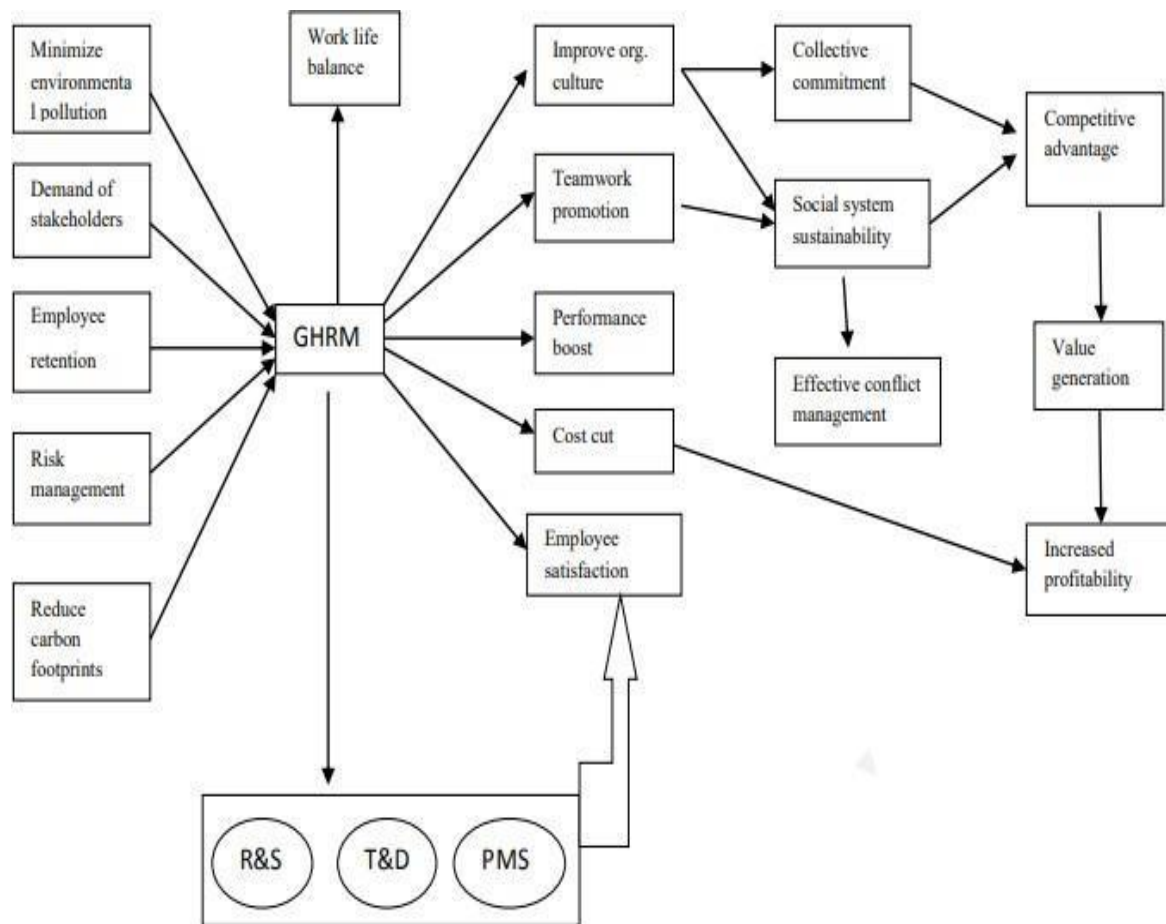 Minimize
environmenta
l pollution
Work life
balance
Improve org.
culture
Collective
commitment
Competitive
advantage
Demand of
stakeholders
Teamwork
promotion
Social system
sustainability
Employee
retention
GHRM
Performance
boost
Value
generation
Effective conflict
management
Risk
management
Cost cut
Employee
satisfaction
Increased
profitability
Reduce
carbon
footprints
R&S
T&D
PMS